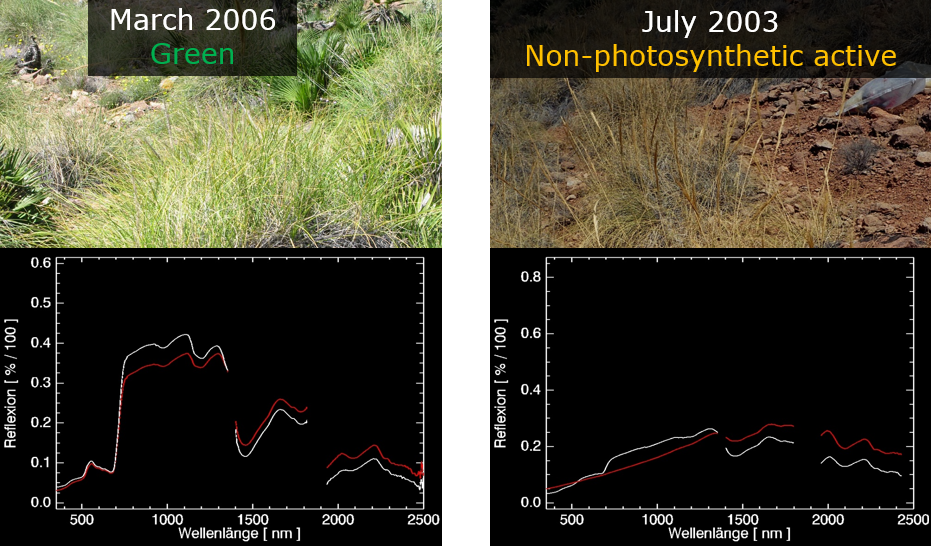 March 2006
Green
July 2003
Non-photosynthetic active
Reflexion [ % / 100 ]
0.6
0.5
0.4
0.3
0.2
0.1
0.0
500 1000 1500 2000 2500
Wellenlänge [ nm ]
Reflexion [ % / 100 ]
0.8
0.6
0.4
0.2
0.0
500 1000 1500 2000 2500
Wellenlänge [ nm ]